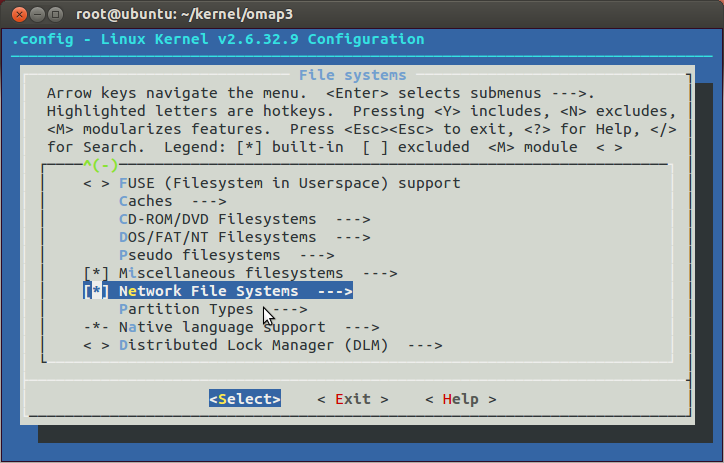 root@ubuntu: ~/kernel/omap3
.config - Linux Kernel v2.6.32.9 Configuration
File systems
Arrow keys navigate the menu.  <Enter> selects submenus --->.
Highlighted letters are hotkeys.  Pressing <Y> includes, <N> excludes,
<M> modularizes features.  Press <Esc><Esc> to exit, <?> for Help, </>
for Search.  Legend: [*] built-in  [ ] excluded  <M> module  < >
^(-)
< > FUSE (Filesystem in Userspace) support
Caches  --->
CD-ROM/DVD Filesystems  --->
DOS/FAT/NT Filesystems  --->
Pseudo filesystems  --->
[*] Miscellaneous filesystems  --->
[*] Network File Systems  --->
Partition Types  --->
-*- Native language support  --->
< > Distributed Lock Manager (DLM)  --->
<Select>    < Exit >    < Help >